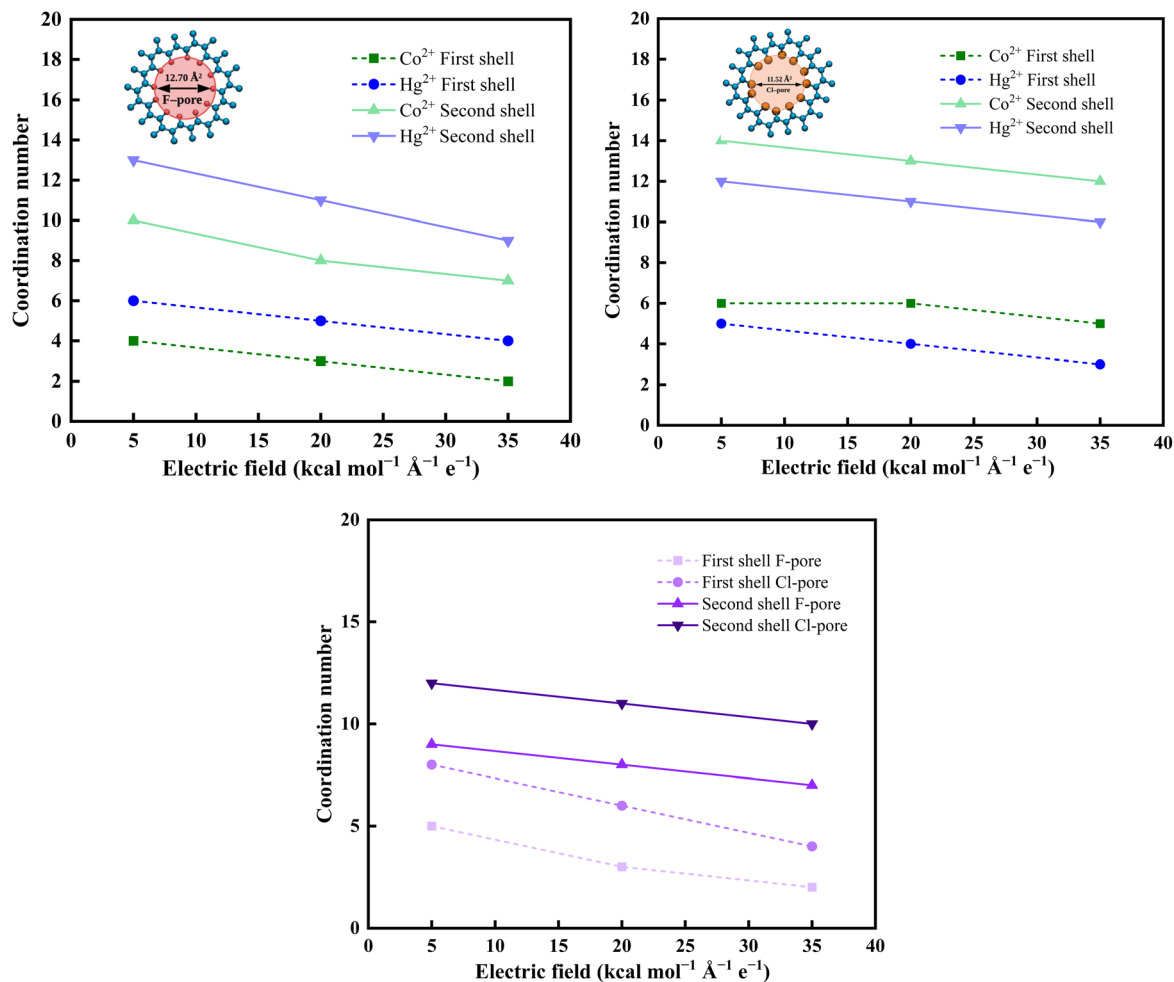 20
18
16
14
12
10
8
6
4
2
0
Coordination number
12.70 Å²
F–pore
Co²⁺ First shell
Hg²⁺ First shell
Co²⁺ Second shell
Hg²⁺ Second shell
0 5 10 15 20 25 30 35 40
Electric field (kcal mol⁻¹ Å⁻¹ e⁻¹)
20
18
16
14
12
10
8
6
4
2
0
Coordination number
11.52 Å²
Cl-pore
Co²⁺ First shell
Hg²⁺ First shell
Co²⁺ Second shell
Hg²⁺ Second shell
0 5 10 15 20 25 30 35 40
Electric field (kcal mol⁻¹ Å⁻¹ e⁻¹)
20
15
10
5
0
Coordination number
First shell F-pore
First shell Cl-pore
Second shell F-pore
Second shell Cl-pore
0 5 10 15 20 25 30 35 40
Electric field (kcal mol⁻¹ Å⁻¹ e⁻¹)